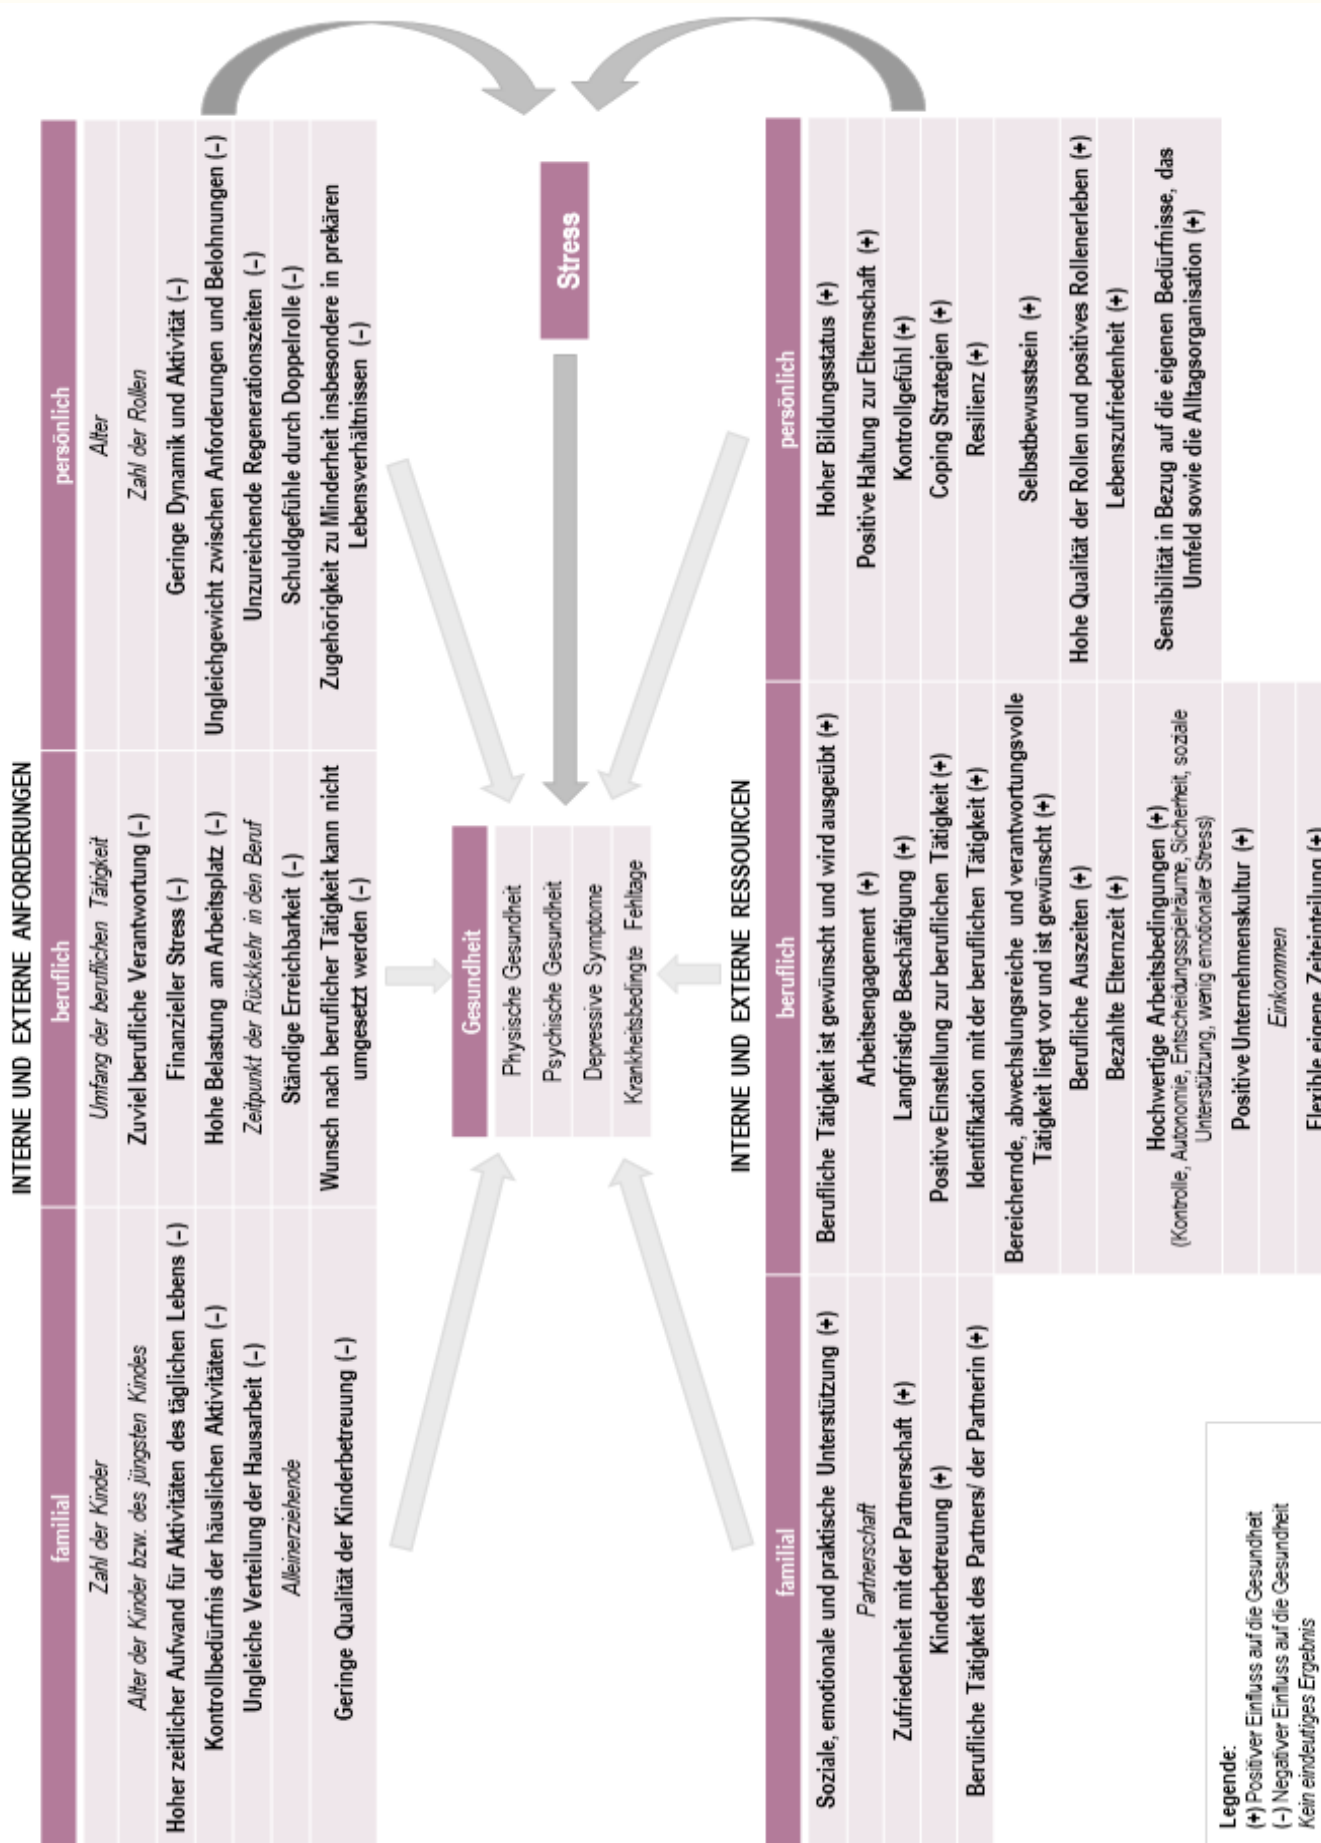 INTERNE UND EXTERNE ANFORDERUNGEN
familial
Zahl der Kinder
Alter der Kinder bzw. des jüngsten Kindes
Hoher zeitlicher Aufwand für Aktivitäten des täglichen Lebens (-)
Kontrollbedürfnis der häuslichen Aktivitäten (-)
Ungleiche Verteilung der Hausarbeit (-)
Alleinerziehende
Geringe Qualität der Kinderbetreuung (-)
beruflich
Umfang der beruflichen Tätigkeit
Zuviel berufliche Verantwortung (-)
Finanzieller Stress (-)
Hohe Belastung am Arbeitsplatz (-)
Zeitpunkt der Rückkehr in den Beruf
Ständige Erreichbarkeit (-)
Wunsch nach beruflicher Tätigkeit kann nicht
umgesetzt werden (-)
persönlich
Alter
Zahl der Rollen
Geringe Dynamik und Aktivität (-)
Ungleichgewicht zwischen Anforderungen und Belohnungen (-)
Unzureichende Regenerationszeiten (-)
Schuldgefühle durch Doppelrolle (-)
Zugehörigkeit zu Minderheit insbesondere in prekären
Lebensverhältnissen (-)
Gesundheit
Physische Gesundheit
Psychische Gesundheit
Depressive Symptome
Krankheitsbedingte Fehltage
Stress
INTERNE UND EXTERNE RESSOURCEN
familial
Soziale, emotionale und praktische Unterstützung (+)
Partnerschaft
Zufriedenheit mit der Partnerschaft (+)
Kinderbetreuung (+)
Berufliche Tätigkeit des Partners/ der Partnerin (+)
beruflich
Berufliche Tätigkeit ist gewünscht und wird ausgeübt (+)
Arbeitsengagement (+)
Langfristige Beschäftigung (+)
Positive Einstellung zur beruflichen Tätigkeit (+)
Identifikation mit der beruflichen Tätigkeit (+)
Bereichernde, abwechslungsreiche und verantwortungsvolle
Tätigkeit liegt vor und ist gewünscht (+)
Berufliche Auszeiten (+)
Bezahlte Elternzeit (+)
Hochwertige Arbeitsbedingungen (+)
(Kontrolle, Autonomie, Entscheidungsspielräume, Sicherheit, soziale
Unterstützung, wenig emotionaler Stress)
Positive Unternehmenskultur (+)
Einkommen
Flexible eigene Zeiteinteilung (+)
persönlich
Hoher Bildungsstatus (+)
Positive Haltung zur Elternschaft (+)
Kontrollgefühl (+)
Coping Strategien (+)
Resilienz (+)
Selbstbewusstsein (+)
Hohe Qualität der Rollen und positives Rollenerleben (+)
Lebenszufriedenheit (+)
Sensibilität in Bezug auf die eigenen Bedürfnisse, das
Umfeld sowie die Alltagsorganisation (+)
Legende:
(+) Positiver Einfluss auf die Gesundheit
(-) Negativer Einfluss auf die Gesundheit
Kein eindeutiges Ergebnis